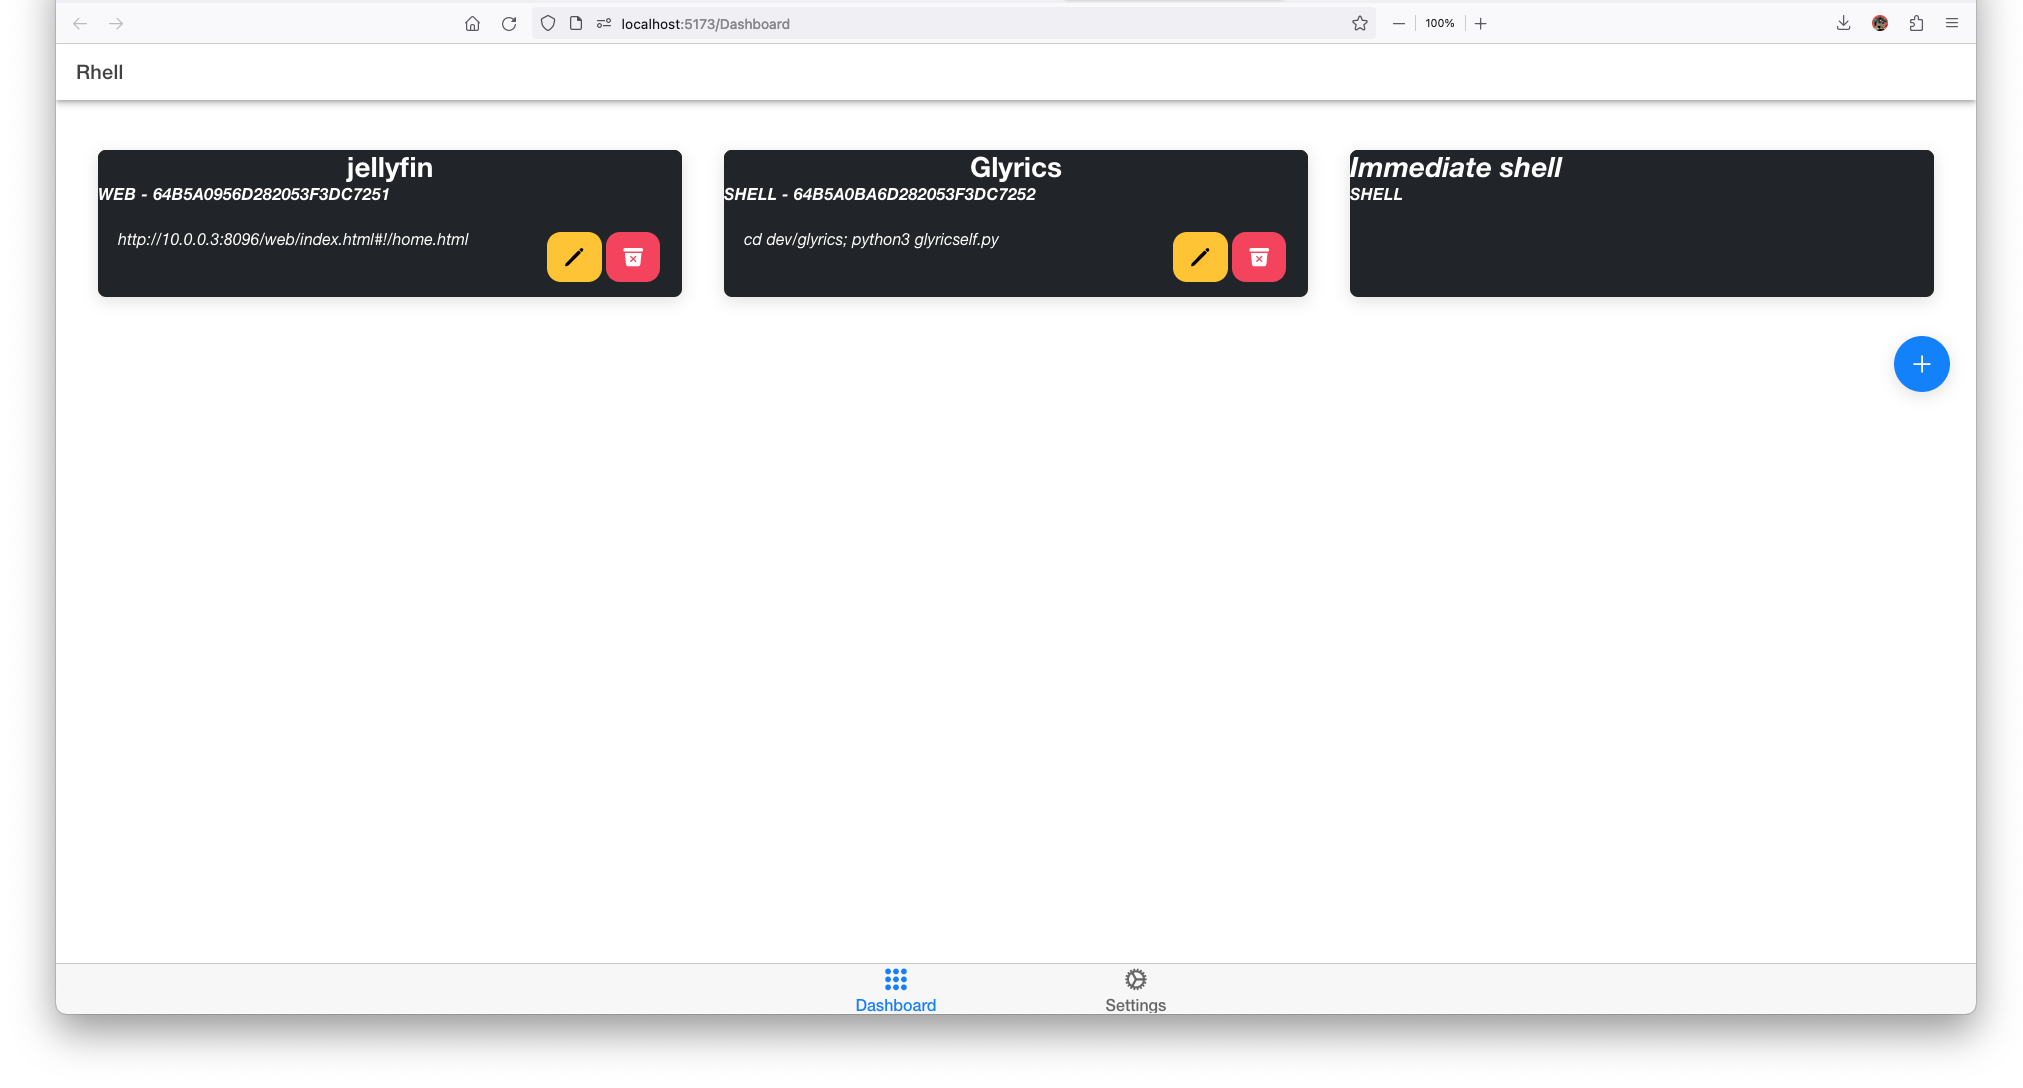 localhost:5173/Dashboard
100%
Rhell
jellyfin
WEB - 64B5A0956D282053F3DC7251
http://10.0.0.3:8096/web/index.html#!/home.html
Glyrics
SHELL - 64B5A0BA6D282053F3DC7252
cd dev/glyrics; python3 glyricself.py
Immediate shell
SHELL
Dashboard
Settings